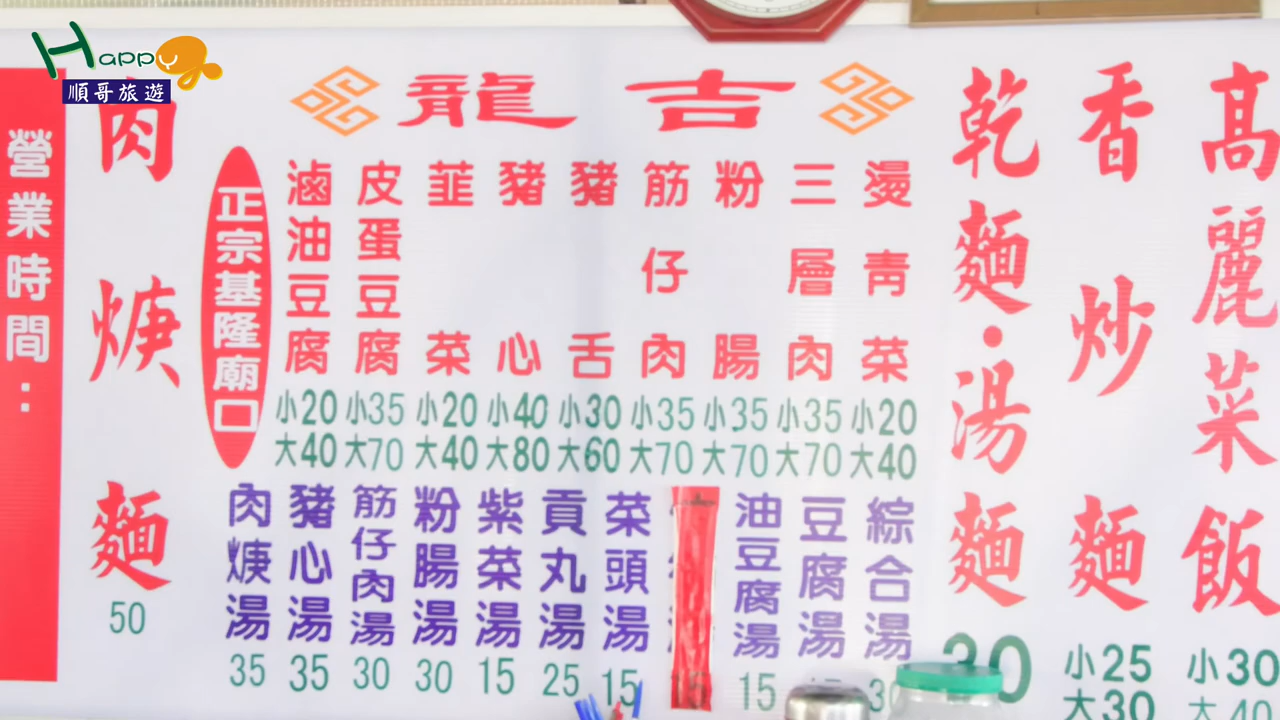 Happy
順哥旅遊
吉龍
高麗菜飯
小30
大40
香炒麵
小25
大30
乾麵・湯麵
30
燙青菜
小20
大40
三層肉
小35
大70
粉腸
小35
大70
筋仔肉
小35
大70
豬舌
小30
大60
豬心
小40
大80
韮菜
小20
大40
皮蛋豆腐
小35
大70
滷油豆腐
小20
大40
正宗基隆廟口
綜合湯
豆腐湯
油豆腐湯
15
菜頭湯
15
貢丸湯
25
紫菜湯
15
粉腸湯
30
筋仔肉湯
30
豬心湯
35
肉焿湯
35
肉焿麵
50
營業時間：